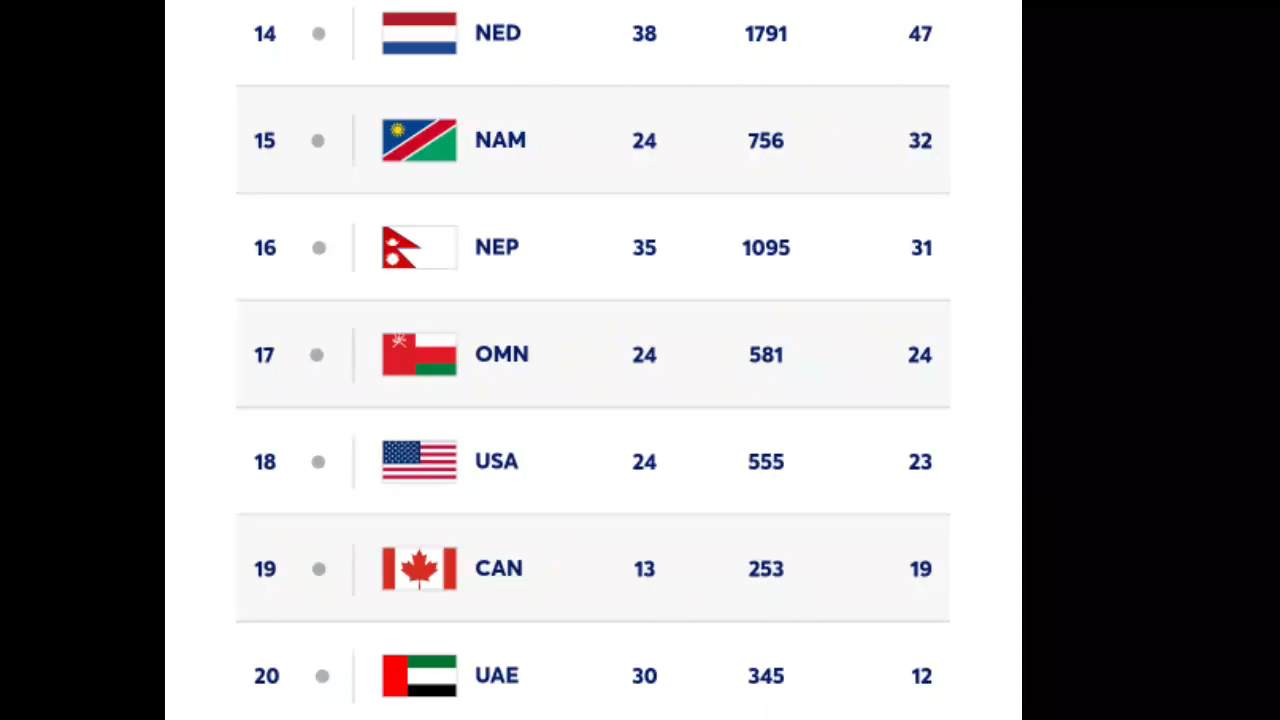 14 NED 38 1791 47
15 NAM 24 756 32
16 NEP 35 1095 31
17 OMN 24 581 24
18 USA 24 555 23
19 CAN 13 253 19
20 UAE 30 345 12